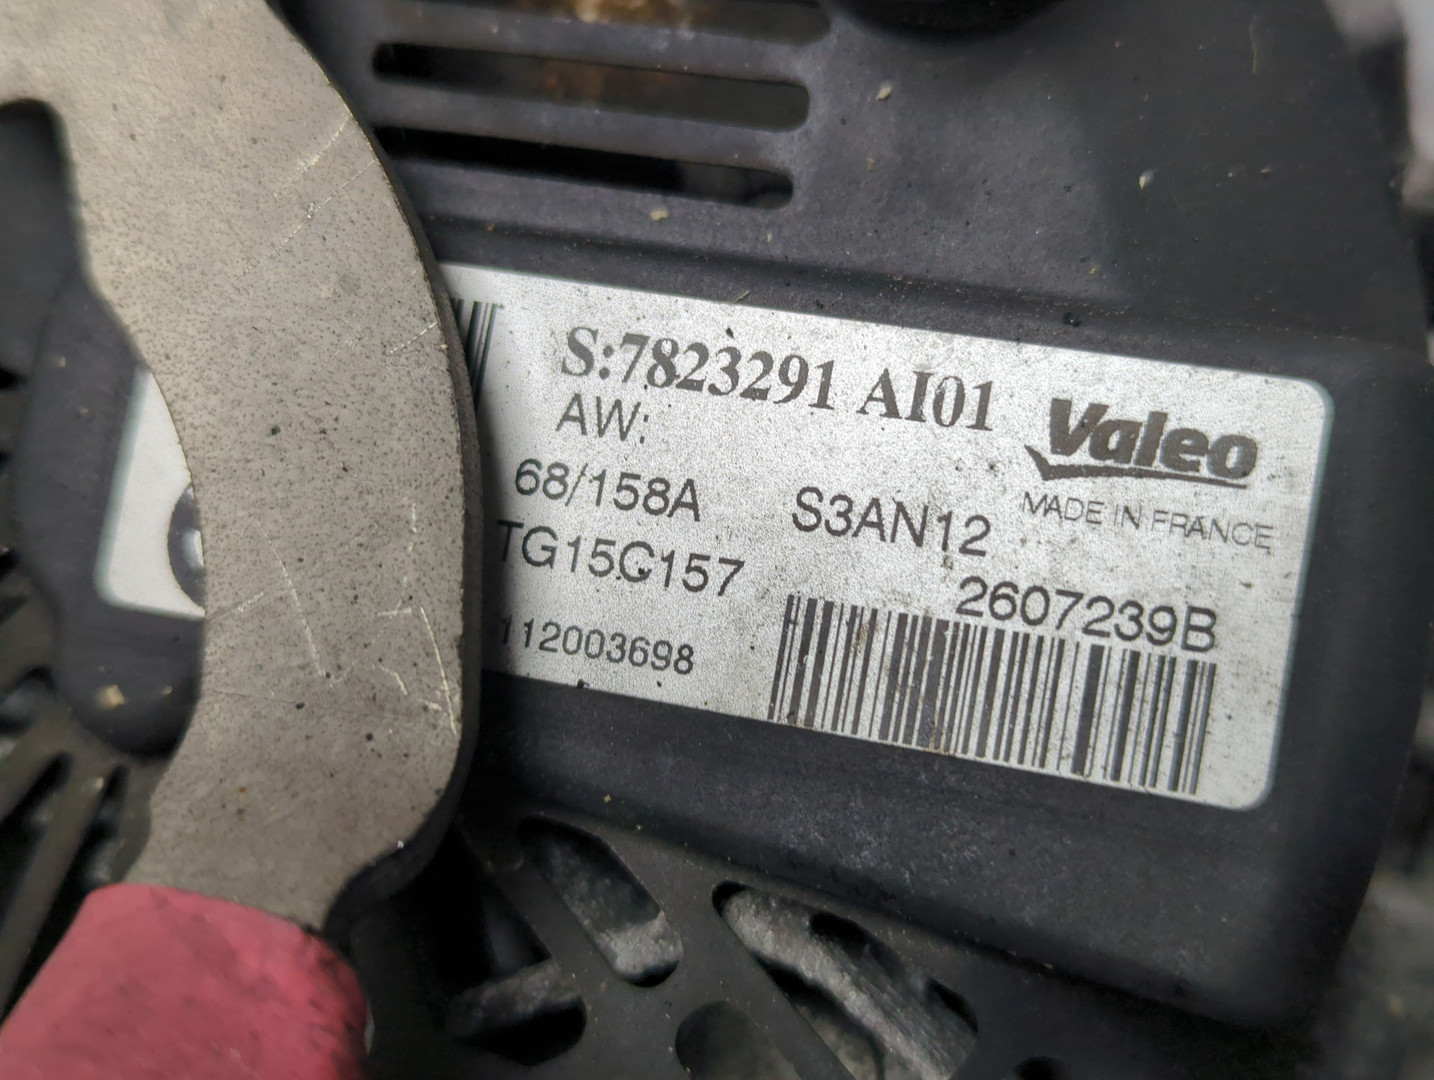 S:7823291 AI01
AW:
Valeo
MADE IN FRANCE
68/158A
S3AN12
TG15C157
2607239B
112003698